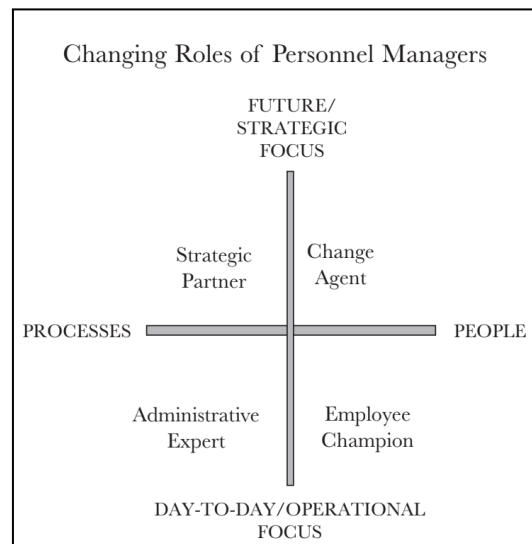 Changing Roles of Personnel Managers
FUTURE/
STRATEGIC
FOCUS
Strategic
Partner
Change
Agent
PROCESSES
PEOPLE
Administrative
Expert
Employee
Champion
DAY-TO-DAY/OPERATIONAL
FOCUS